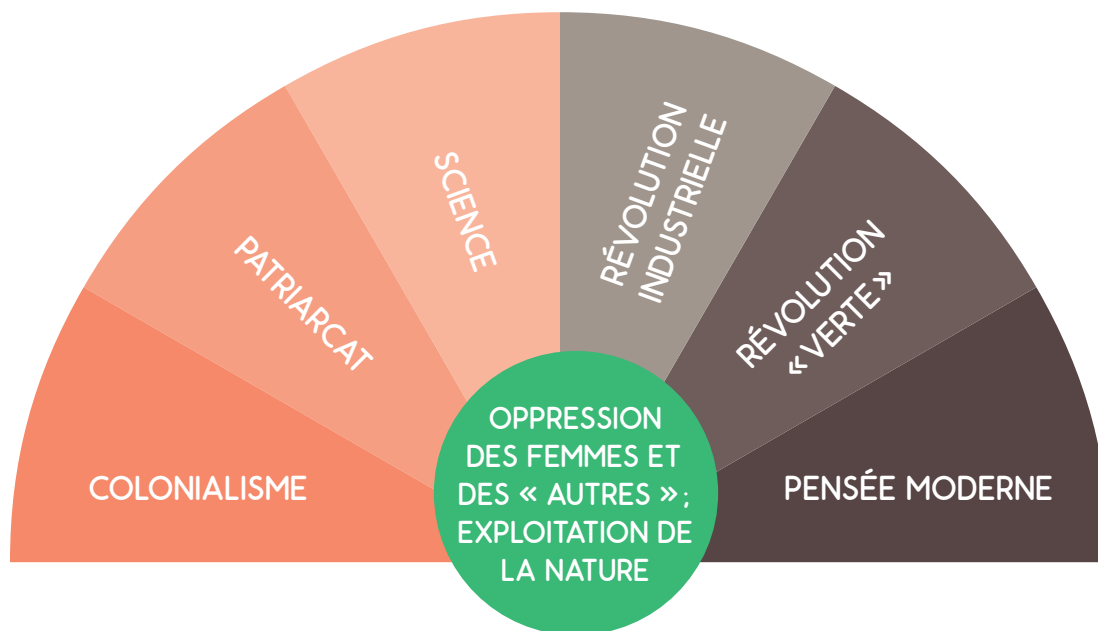 COLONIALISME
PATRIARCAT
SCIENCE
RÉVOLUTION
INDUSTRIELLE
RÉVOLUTION
« VERTE »
PENSÉE MODERNE
OPPRESSION
DES FEMMES ET
DES « AUTRES » ;
EXPLOITATION DE
LA NATURE